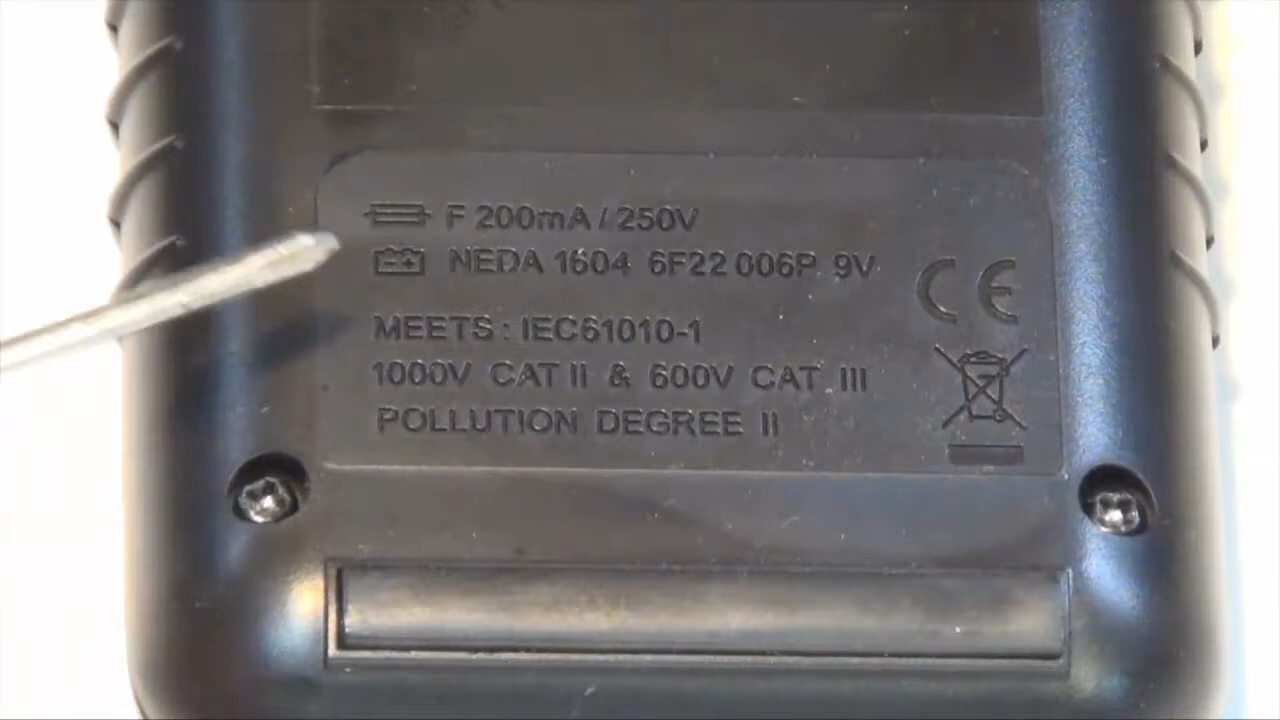 F 200mA / 250V
NEDA 1604 6F22 006P 9V
CE
MEETS : IEC61010-1
1000V CAT II & 600V CAT III
POLLUTION DEGREE II